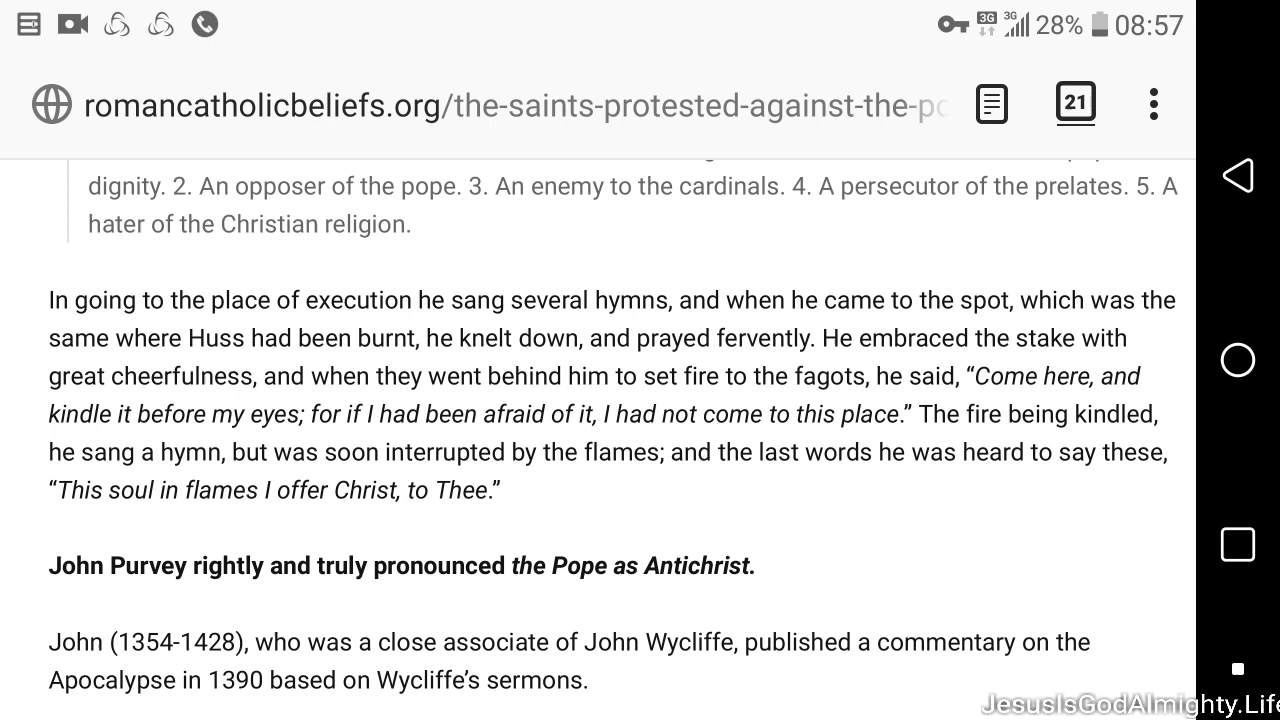 3G 3G 28% 08:57
romancatholicbeliefs.org/the-saints-protested-against-the-po
21
dignity. 2. An opposer of the pope. 3. An enemy to the cardinals. 4. A persecutor of the prelates. 5. A
hater of the Christian religion.
In going to the place of execution he sang several hymns, and when he came to the spot, which was the
same where Huss had been burnt, he knelt down, and prayed fervently. He embraced the stake with
great cheerfulness, and when they went behind him to set fire to the fagots, he said, “Come here, and
kindle it before my eyes; for if I had been afraid of it, I had not come to this place.” The fire being kindled,
he sang a hymn, but was soon interrupted by the flames; and the last words he was heard to say these,
“This soul in flames I offer Christ, to Thee.”
John Purvey rightly and truly pronounced the Pope as Antichrist.
John (1354-1428), who was a close associate of John Wycliffe, published a commentary on the
Apocalypse in 1390 based on Wycliffe’s sermons.
JesusIsGodAlmighty.Life